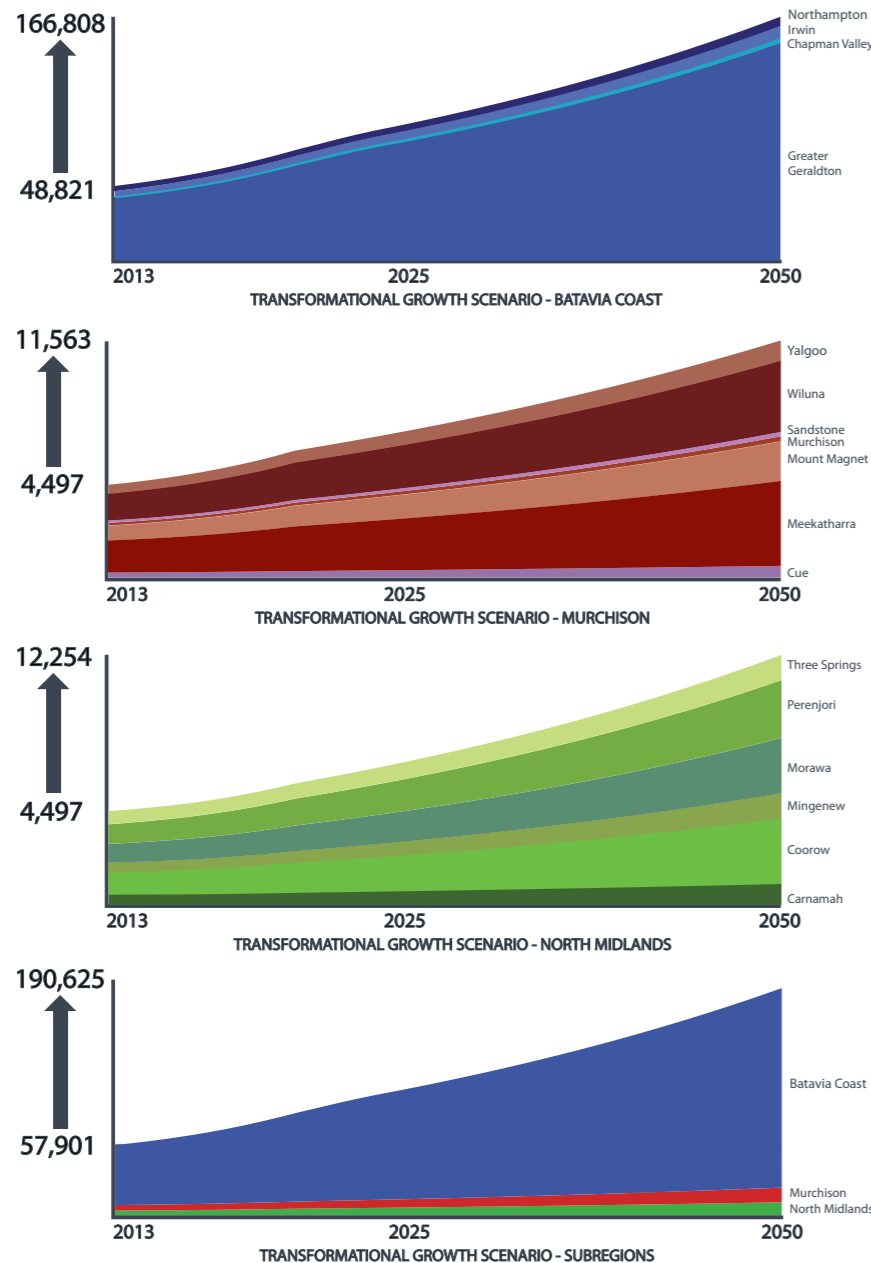 166,808
48,821
Northampton
Irwin
Chapman Valley
Greater
Geraldton
2013 2025 2050
TRANSFORMATIONAL GROWTH SCENARIO - BATAVIA COAST
11,563
4,497
Yalgoo
Wiluna
Sandstone
Murchison
Mount Magnet
Meekatharra
Cue
2013 2025 2050
TRANSFORMATIONAL GROWTH SCENARIO - MURCHISON
12,254
4,497
Three Springs
Perenjori
Morawa
Mingenew
Coorow
Carnamah
2013 2025 2050
TRANSFORMATIONAL GROWTH SCENARIO - NORTH MIDLANDS
190,625
57,901
Batavia Coast
Murchison
North Midlands
2013 2025 2050
TRANSFORMATIONAL GROWTH SCENARIO - SUBREGIONS